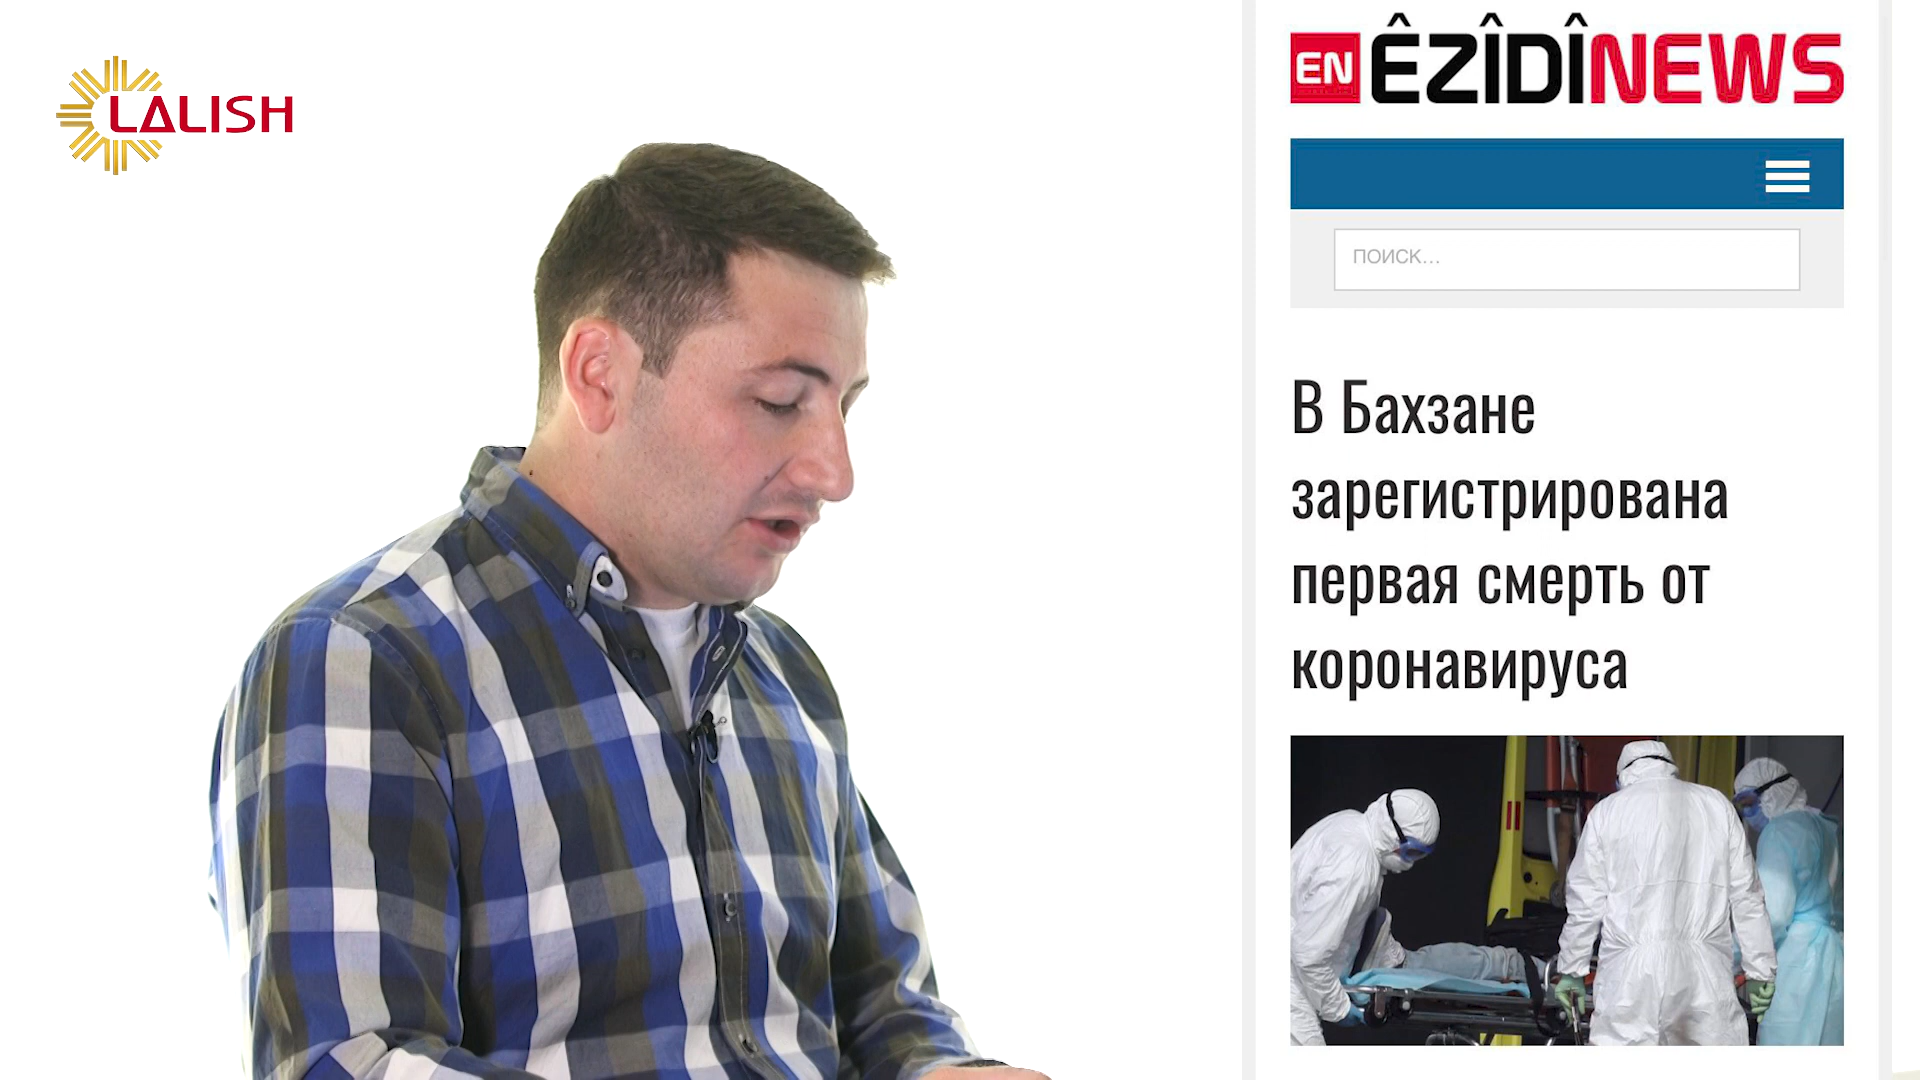 LALISH
EN ÊZÎDÎNEWS
ПОИСК...
В Бахзане
зарегистрирована
первая смерть от
коронавируса